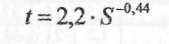 t = 2,2 · S^{-0,44}